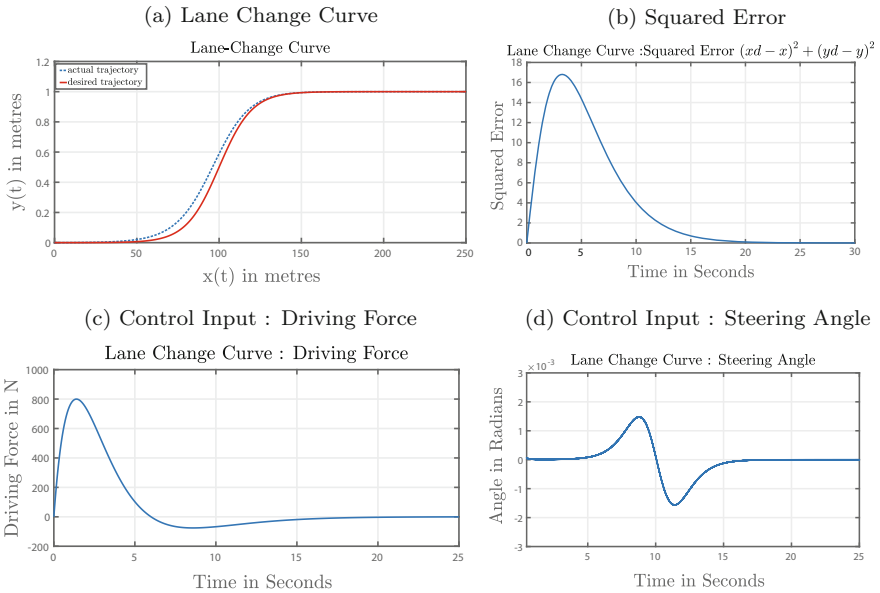 (a) Lane Change Curve
Lane-Change Curve
1.2
1
0.8
0.6
0.4
0.2
0
actual trajectory
desired trajectory
y(t) in metres
0 50 100 150 200 250
x(t) in metres
(b) Squared Error
Lane Change Curve :Squared Error (xd − x)² + (yd − y)²
18
16
14
12
10
8
6
4
2
0
Squared Error
0 5 10 15 20 25 30
Time in Seconds
(c) Control Input : Driving Force
Lane Change Curve : Driving Force
1000
800
600
400
200
0
-200
Driving Force in N
0 5 10 15 20 25
Time in Seconds
(d) Control Input : Steering Angle
Lane Change Curve : Steering Angle
×10⁻³
3
2
1
0
-1
-2
-3
Angle in Radians
5 10 15 20 25
Time in Seconds